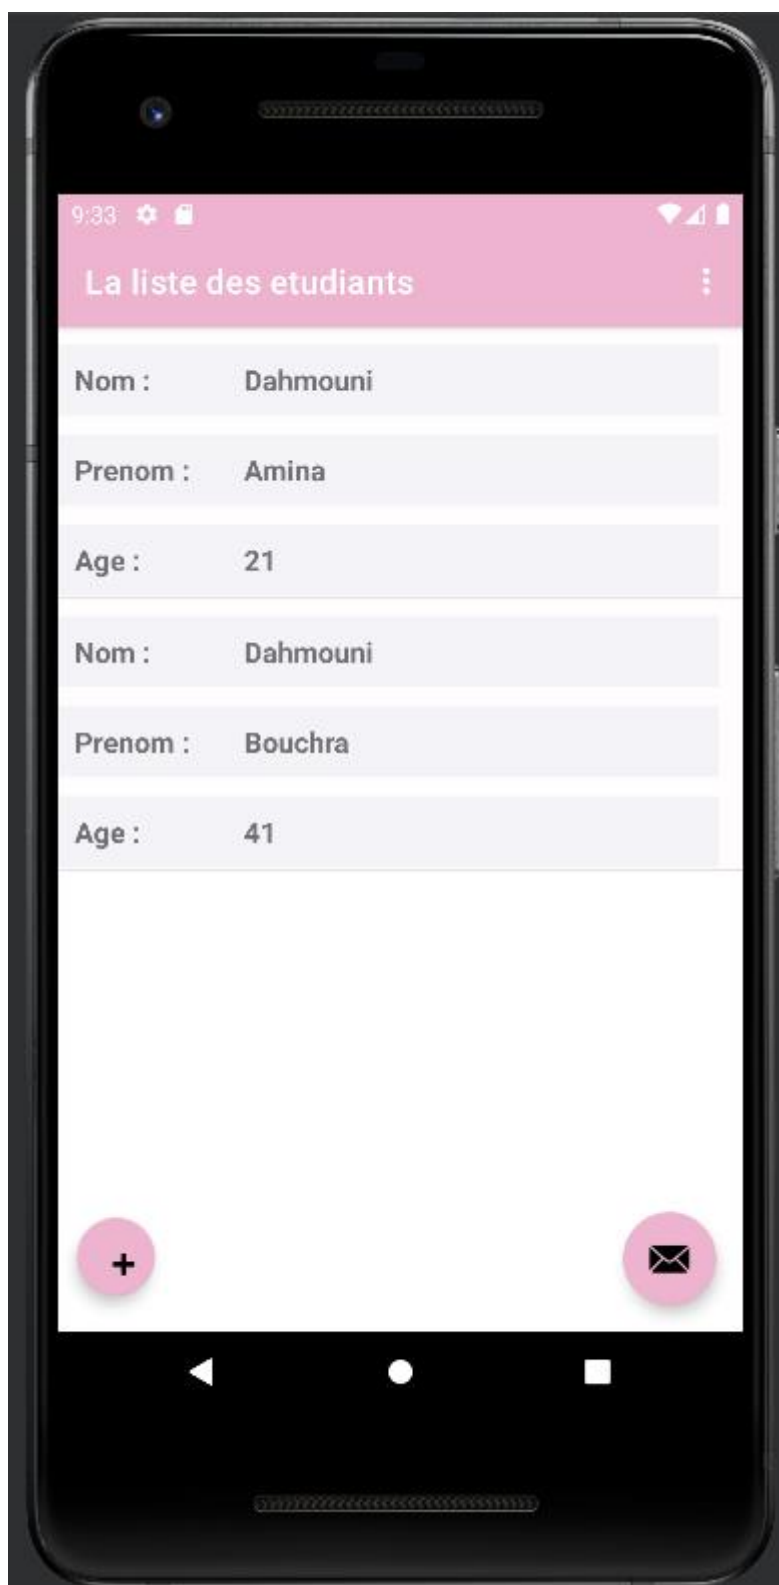 9:33
La liste des etudiants
Nom : Dahmouni
Prenom : Amina
Age : 21
Nom : Dahmouni
Prenom : Bouchra
Age : 41
+